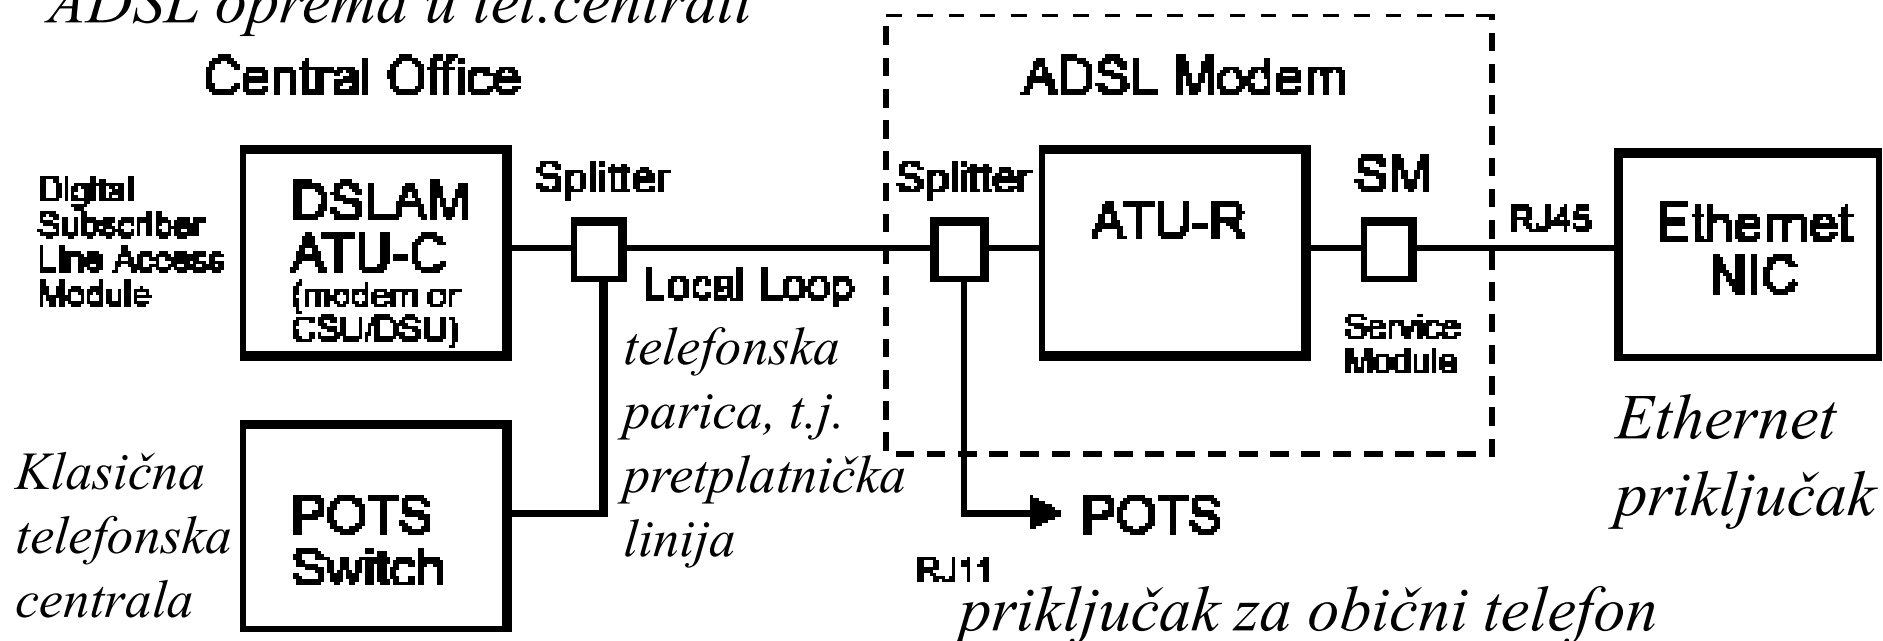 ADSL oprema u tel.centrali
Central Office
ADSL Modem
Digital
Subscriber
Line Access
Module
DSLAM
ATU-C
(modem or
CSU/DSU)
Splitter
Local Loop
telefonska
parica, t.j.
pretplatnička
linija
Splitter
ATU-R
SM
Service
Module
RJ45
Ethernet
NIC
Ethernet
priključak
Klasična
telefonska
centrala
POTS
Switch
POTS
RJ11
priključak za obični telefon